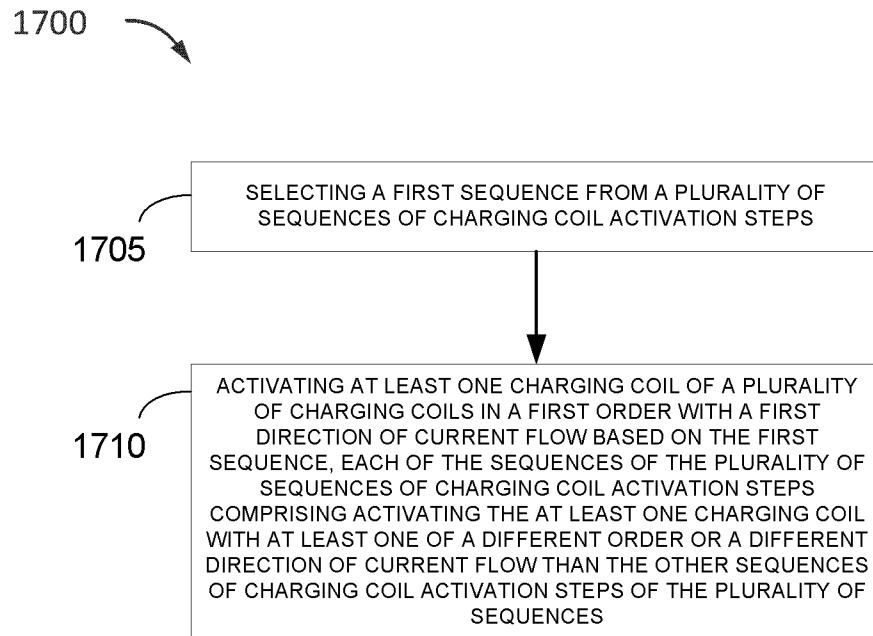 1700
SELECTING A FIRST SEQUENCE FROM A PLURALITY OF
SEQUENCES OF CHARGING COIL ACTIVATION STEPS
1705
ACTIVATING AT LEAST ONE CHARGING COIL OF A PLURALITY
OF CHARGING COILS IN A FIRST ORDER WITH A FIRST
DIRECTION OF CURRENT FLOW BASED ON THE FIRST
SEQUENCE, EACH OF THE SEQUENCES OF THE PLURALITY OF
SEQUENCES OF CHARGING COIL ACTIVATION STEPS
COMPRISING ACTIVATING THE AT LEAST ONE CHARGING COIL
WITH AT LEAST ONE OF A DIFFERENT ORDER OR A DIFFERENT
DIRECTION OF CURRENT FLOW THAN THE OTHER SEQUENCES
OF CHARGING COIL ACTIVATION STEPS OF THE PLURALITY OF
SEQUENCES
1710